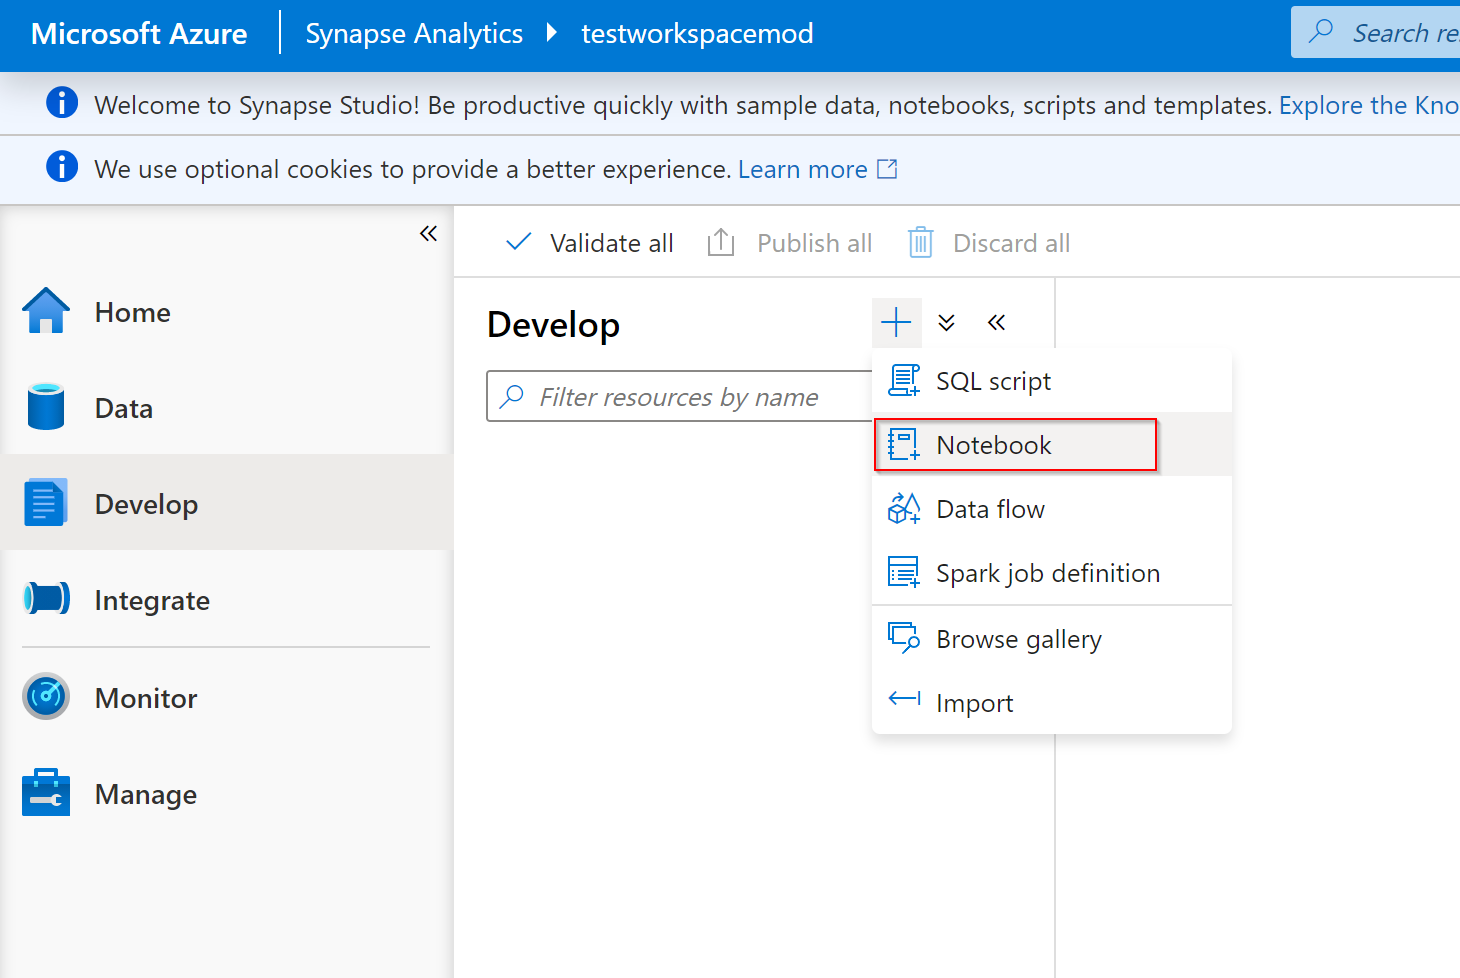 Microsoft Azure Synapse Analytics testworkspacemod Search
Welcome to Synapse Studio! Be productive quickly with sample data, notebooks, scripts and templates. Explore the
We use optional cookies to provide a better experience. Learn more
Validate all Publish all Discard all
Home
Data
Develop
Integrate
Monitor
Manage
Develop
Filter resources by name
SQL script
Notebook
Data flow
Spark job definition
Browse gallery
Import